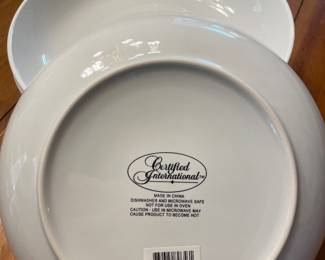 Certified
International™
MADE IN CHINA
DISHWASHER AND MICROWAVE SAFE
NOT FOR USE IN OVEN
CAUTION - USE IN MICROWAVE MAY
CAUSE PRODUCT TO BECOME HOT